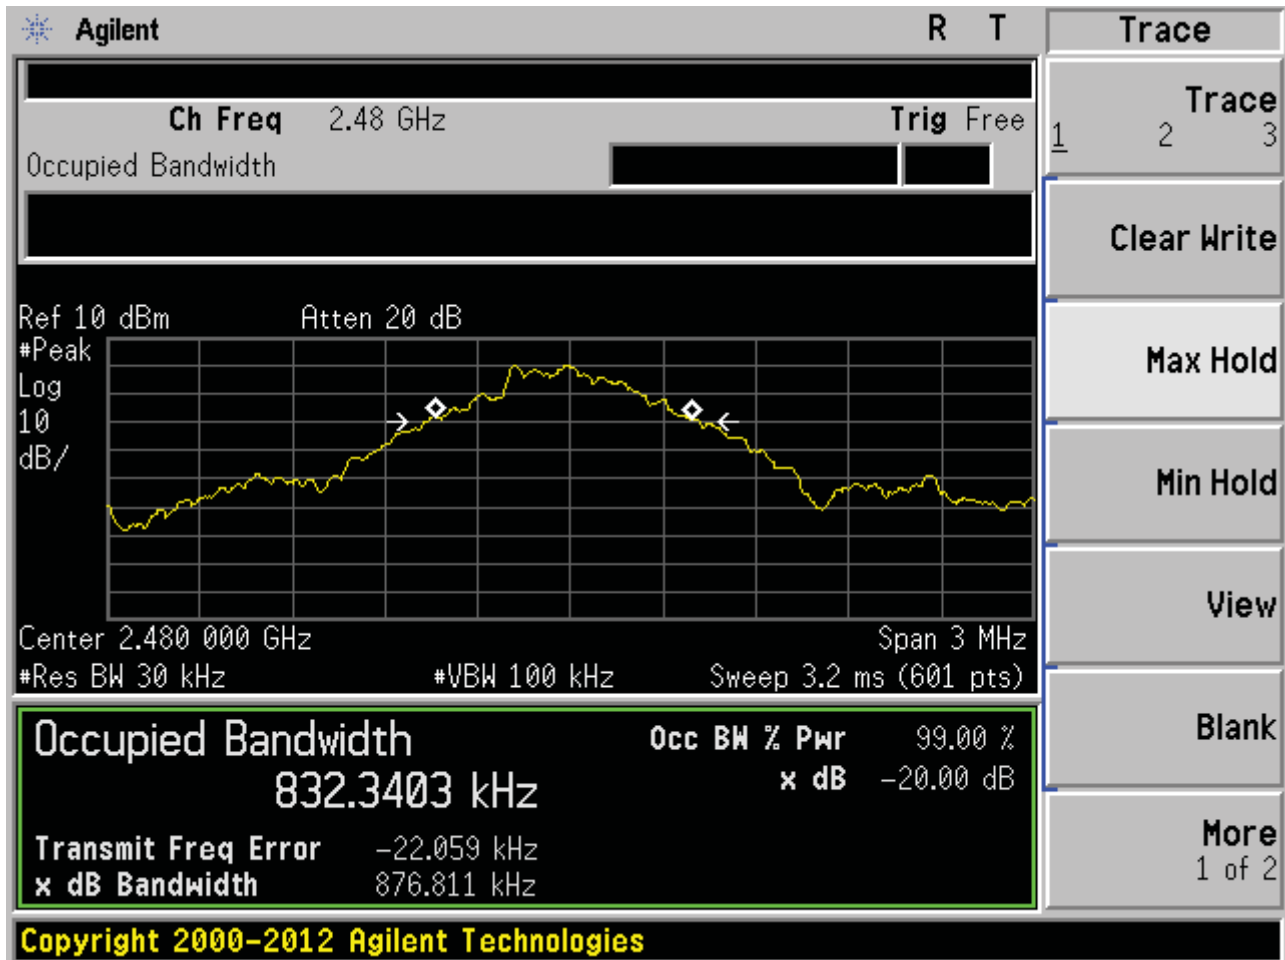 Agilent R T
Trace
Ch Freq 2.48 GHz Trig Free
Occupied Bandwidth
Trace
1 2 3
Clear Write
Max Hold
Min Hold
View
Blank
More
1 of 2
Ref 10 dBm Atten 20 dB
#Peak
Log
10
dB/
Center 2.480 000 GHz Span 3 MHz
#Res BW 30 kHz #VBW 100 kHz Sweep 3.2 ms (601 pts)
Occupied Bandwidth
832.3403 kHz
Occ BW % Pwr 99.00 %
x dB -20.00 dB
Transmit Freq Error -22.059 kHz
x dB Bandwidth 876.811 kHz
Copyright 2000-2012 Agilent Technologies